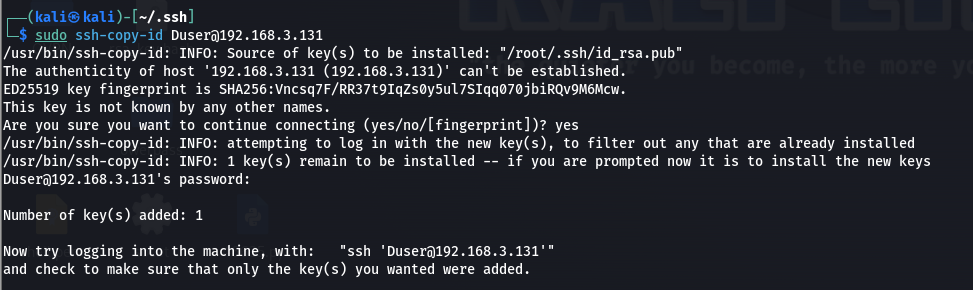 ┌──(kali㉿kali)-[~/.ssh]
└─$ sudo ssh-copy-id Duser@192.168.3.131
/usr/bin/ssh-copy-id: INFO: Source of key(s) to be installed: "/root/.ssh/id_rsa.pub"
The authenticity of host '192.168.3.131 (192.168.3.131)' can't be established.
ED25519 key fingerprint is SHA256:Vncsq7F/RR37t9IqZs0y5ul7SIqq070jbiRQv9M6Mcw.
This key is not known by any other names.
Are you sure you want to continue connecting (yes/no/[fingerprint])? yes
/usr/bin/ssh-copy-id: INFO: attempting to log in with the new key(s), to filter out any that are already installed
/usr/bin/ssh-copy-id: INFO: 1 key(s) remain to be installed -- if you are prompted now it is to install the new keys
Duser@192.168.3.131's password:
Number of key(s) added: 1
Now try logging into the machine, with:   "ssh 'Duser@192.168.3.131'"
and check to make sure that only the key(s) you wanted were added.
you become, the more yo